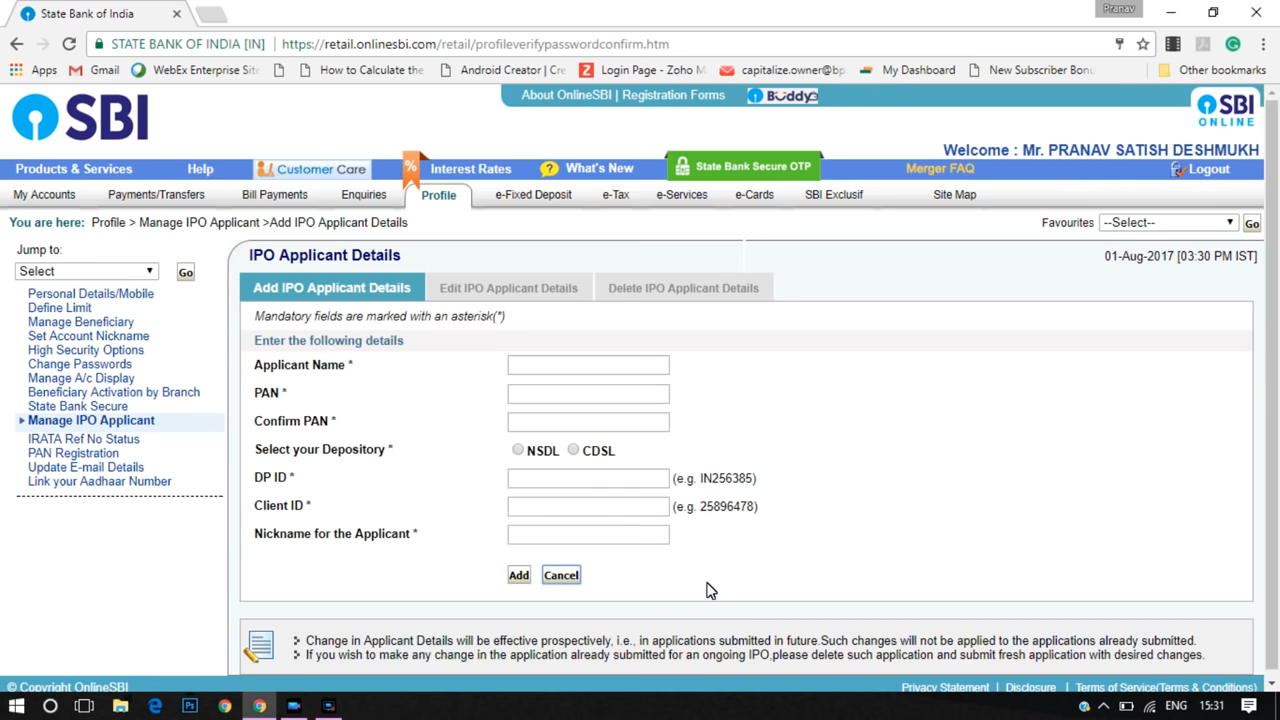 State Bank of India
Pranav
STATE BANK OF INDIA [IN] https://retail.onlinesbi.com/retail/profileverifypasswordconfirm.htm
Apps Gmail WebEx Enterprise Sit How to Calculate the Android Creator | Cre Login Page - Zoho M capitalize.owner@bp My Dashboard New Subscriber Bonu Other bookmarks
SBI
About OnlineSBI | Registration Forms Buddy
SBI
ONLINE
Welcome : Mr. PRANAV SATISH DESHMUKH
Products & Services Help Customer Care % Interest Rates ? What's New State Bank Secure OTP Merger FAQ Logout
My Accounts Payments/Transfers Bill Payments Enquiries Profile e-Fixed Deposit e-Tax e-Services e-Cards SBI Exclusif Site Map
You are here: Profile > Manage IPO Applicant >Add IPO Applicant Details Favourites --Select-- Go
Jump to:
Select Go
Personal Details/Mobile
Define Limit
Manage Beneficiary
Set Account Nickname
High Security Options
Change Passwords
Manage A/c Display
Beneficiary Activation by Branch
State Bank Secure
Manage IPO Applicant
IRATA Ref No Status
PAN Registration
Update E-mail Details
Link your Aadhaar Number
IPO Applicant Details 01-Aug-2017 [03:30 PM IST]
Add IPO Applicant Details Edit IPO Applicant Details Delete IPO Applicant Details
Mandatory fields are marked with an asterisk(*)
Enter the following details
Applicant Name *
PAN *
Confirm PAN *
Select your Depository * NSDL CDSL
DP ID * (e.g. IN256385)
Client ID * (e.g. 25896478)
Nickname for the Applicant *
Add Cancel
Change in Applicant Details will be effective prospectively, i.e., in applications submitted in future.Such changes will not be applied to the applications already submitted.
If you wish to make any change in the application already submitted for an ongoing IPO,please delete such application and submit fresh application with desired changes.
© Copyright OnlineSBI Privacy Statement | Disclosure | Terms of Service(Terms & Conditions)
Ps ENG 15:31